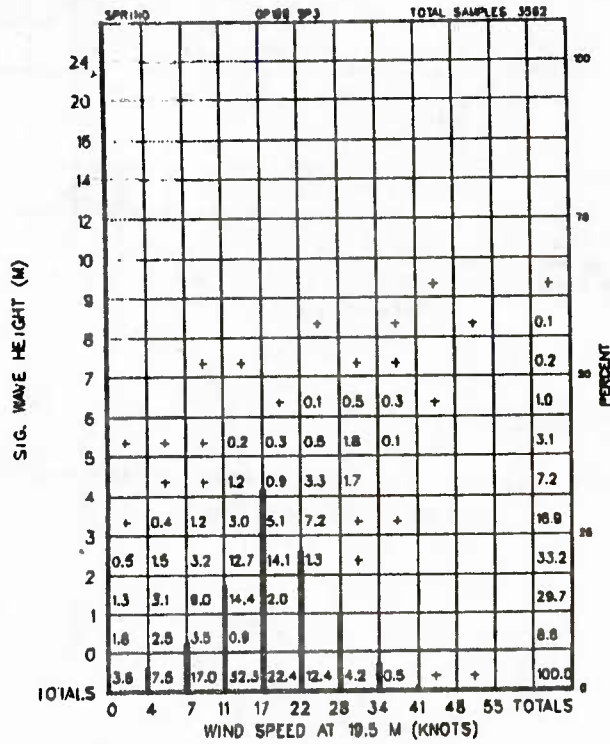 SPRING TOTAL SAMPLES 3582
24 100
20
16
14
12
10
9 + +
8 + + + 0.1
7 + + + + 0.2
6 + 0.1 0.5 0.3 + 1.0
5 + + + 0.2 0.3 0.5 1.8 0.1 3.1
4 + + 1.2 0.9 3.3 1.7 7.2
3 + 0.4 1.2 3.0 5.1 7.2 + + 16.9
2 0.5 1.5 3.2 12.7 14.1 1.3 + 33.2
1 1.3 3.1 9.0 14.4 2.0 29.7
0 1.8 2.5 3.5 0.9 8.8
TOTALS 3.6 7.6 17.0 32.3 22.4 12.4 4.2 0.5 + + 100.0 0
0 4 7 11 17 22 28 34 41 48 55 TOTALS
WIND SPEED AT 19.5 M (KNOTS)
SIG. WAVE HEIGHT (M)
PERCENT